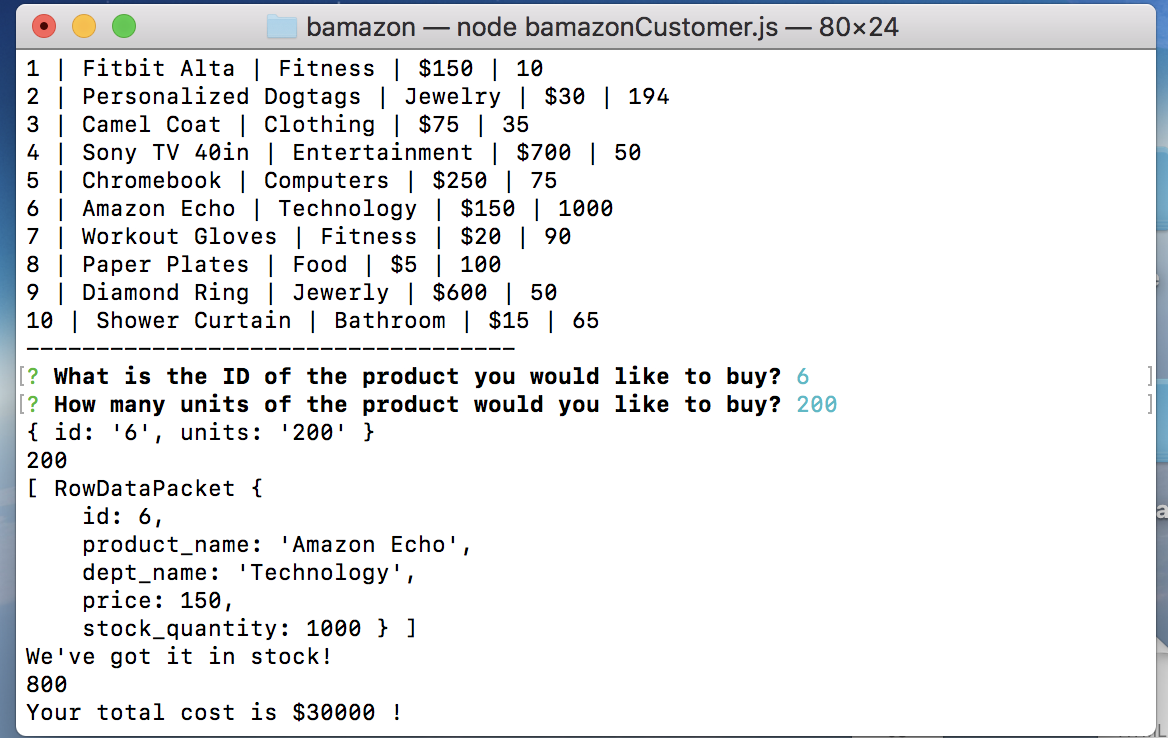 bamazon — node bamazonCustomer.js — 80×24
1 | Fitbit Alta | Fitness | $150 | 10
2 | Personalized Dogtags | Jewelry | $30 | 194
3 | Camel Coat | Clothing | $75 | 35
4 | Sony TV 40in | Entertainment | $700 | 50
5 | Chromebook | Computers | $250 | 75
6 | Amazon Echo | Technology | $150 | 1000
7 | Workout Gloves | Fitness | $20 | 90
8 | Paper Plates | Food | $5 | 100
9 | Diamond Ring | Jewerly | $600 | 50
10 | Shower Curtain | Bathroom | $15 | 65
-----------------------------------
[? What is the ID of the product you would like to buy? 6 ]
[? How many units of the product would you like to buy? 200 ]
{ id: '6', units: '200' }
200
[ RowDataPacket {
    id: 6,
    product_name: 'Amazon Echo',
    dept_name: 'Technology',
    price: 150,
    stock_quantity: 1000 } ]
We've got it in stock!
800
Your total cost is $30000 !